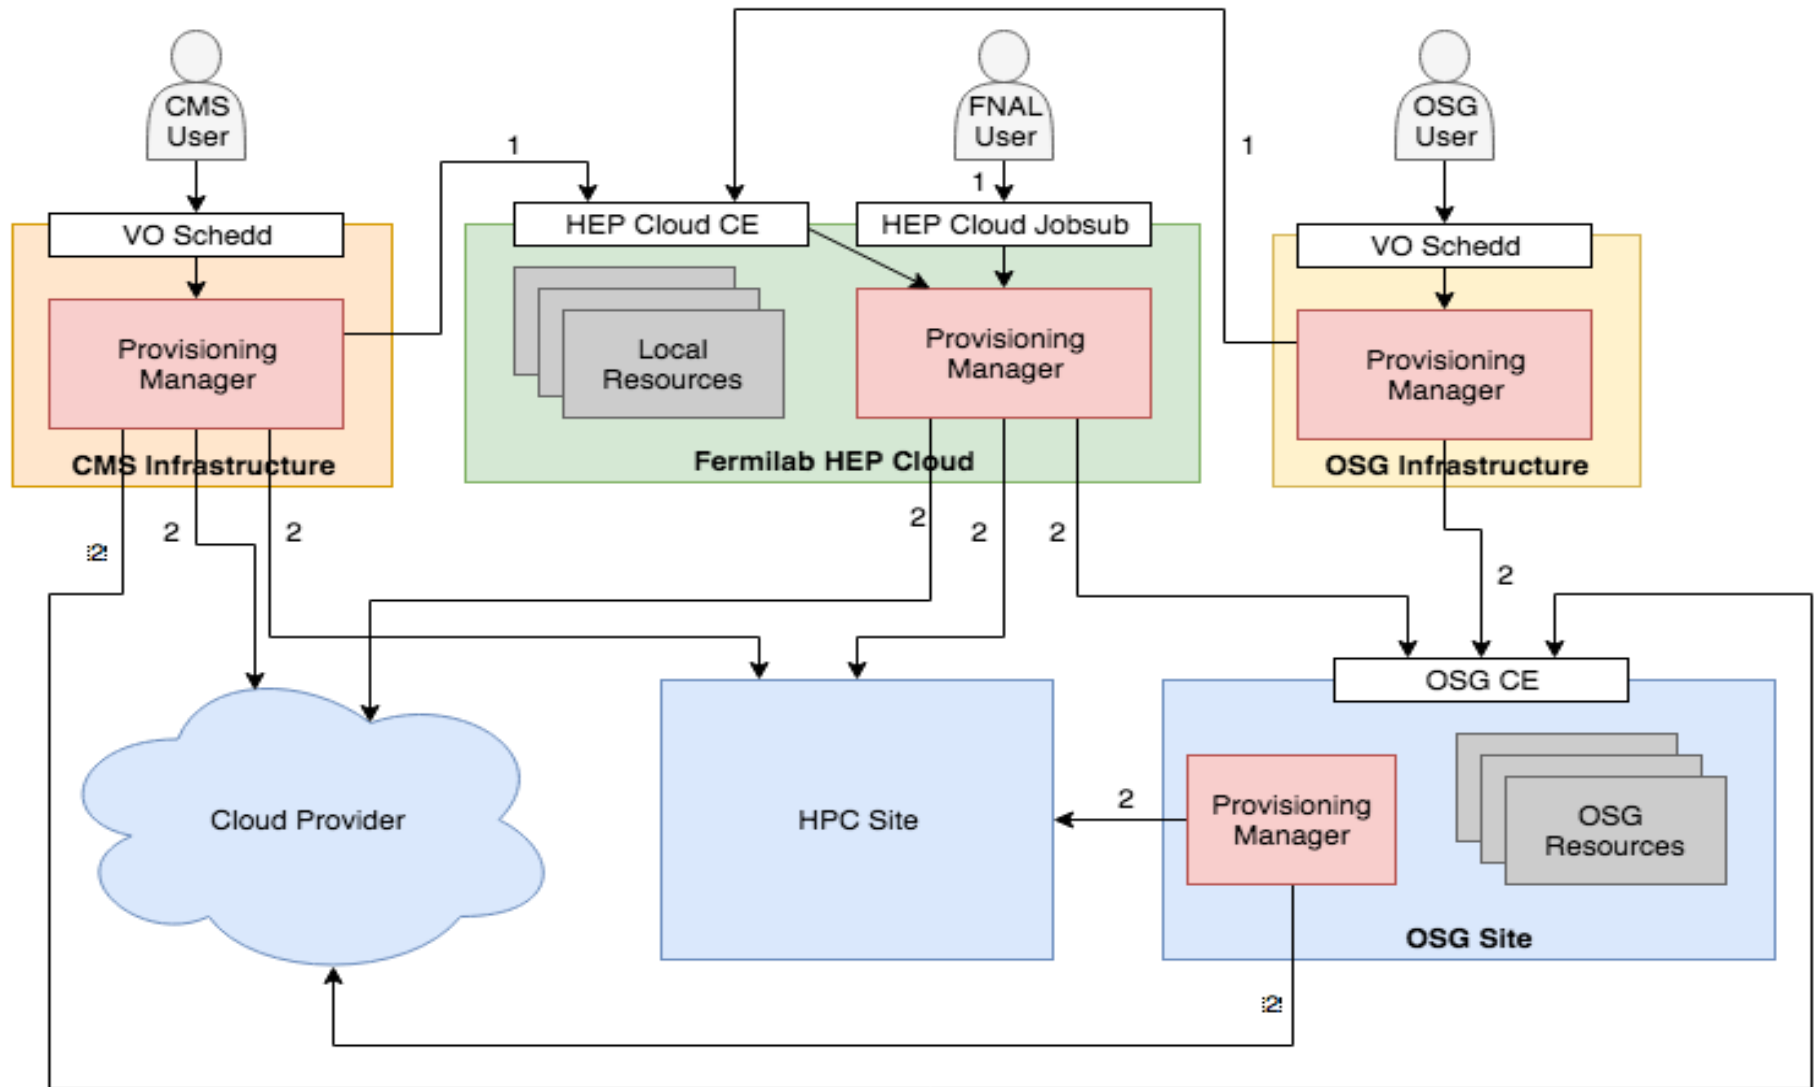 CMS
User
FNAL
User
OSG
User
1
1
1
VO Schedd
HEP Cloud CE
HEP Cloud Jobsub
VO Schedd
Provisioning
Manager
Local
Resources
Provisioning
Manager
Provisioning
Manager
CMS Infrastructure
Fermilab HEP Cloud
OSG Infrastructure
2
2
2
2
2
2
2
2
OSG CE
Cloud Provider
HPC Site
2
Provisioning
Manager
OSG
Resources
OSG Site
2